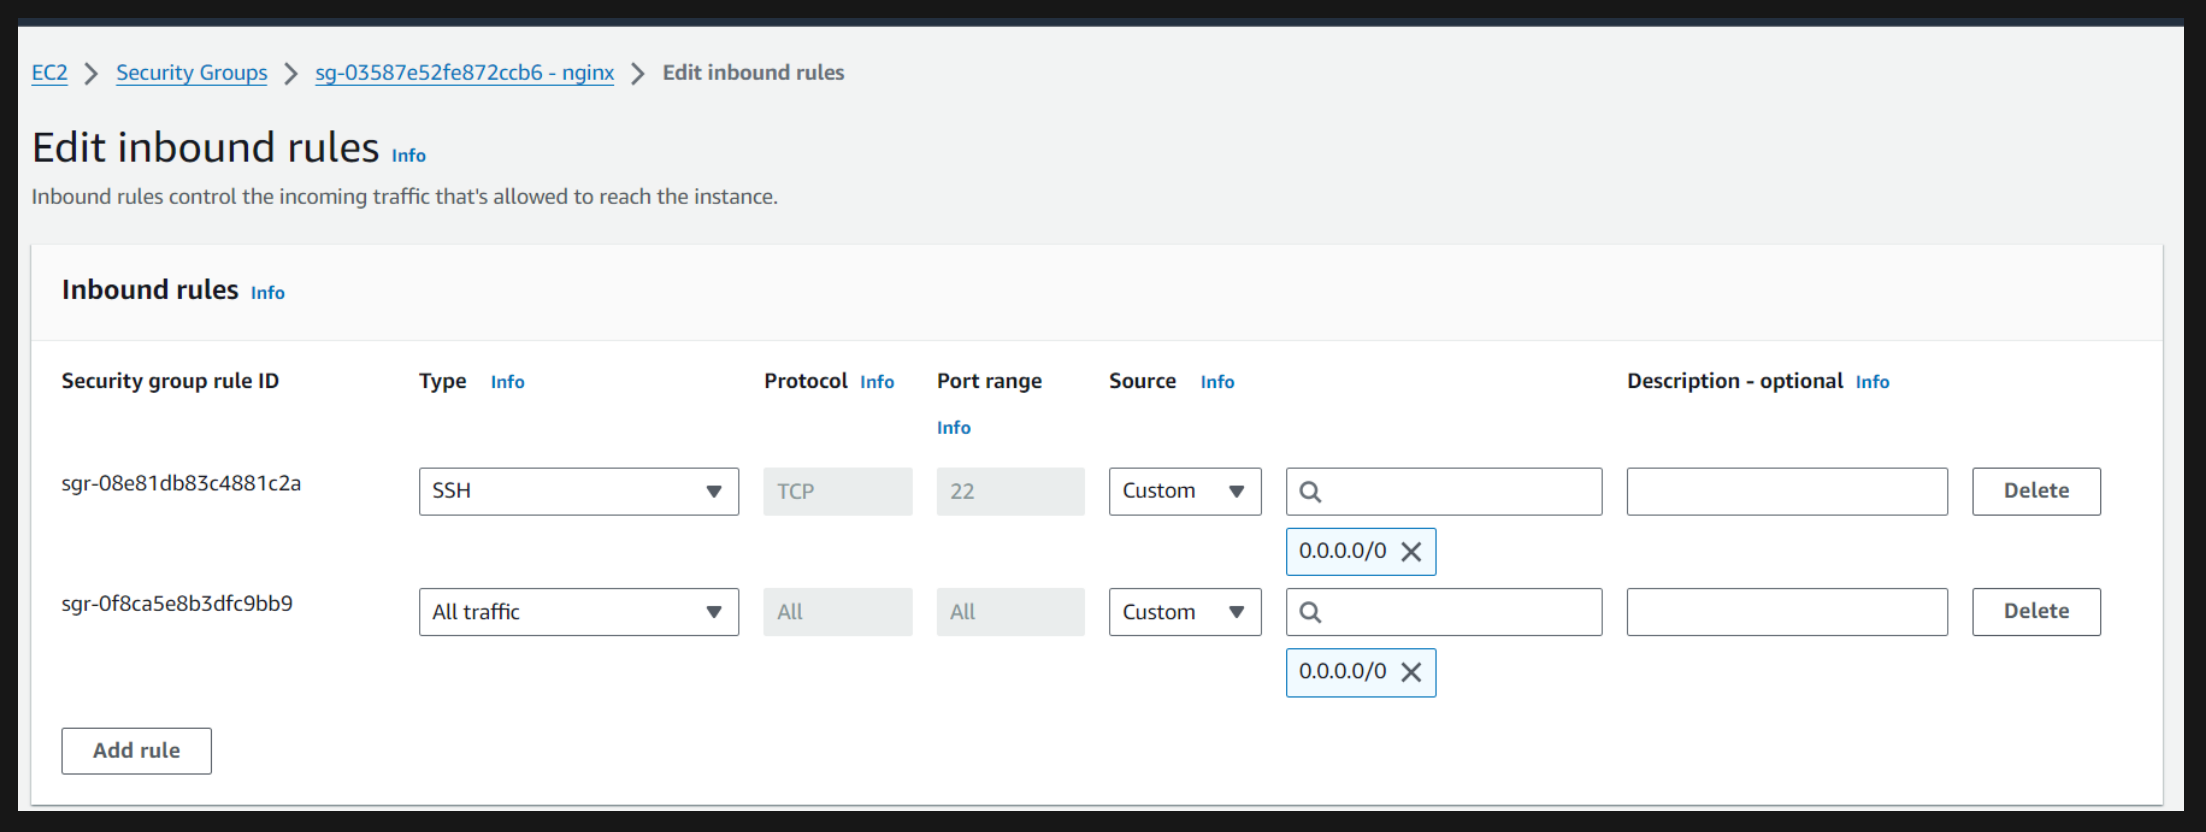 EC2 Security Groups sg-03587e52fe872ccb6 - nginx Edit inbound rules
Edit inbound rules Info
Inbound rules control the incoming traffic that's allowed to reach the instance.
Inbound rules Info
Security group rule ID Type Info Protocol Info Port range Info Source Info Description - optional Info
sgr-08e81db83c4881c2a SSH TCP 22 Custom Delete
0.0.0.0/0
sgr-0f8ca5e8b3dfc9bb9 All traffic All All Custom Delete
0.0.0.0/0
Add rule